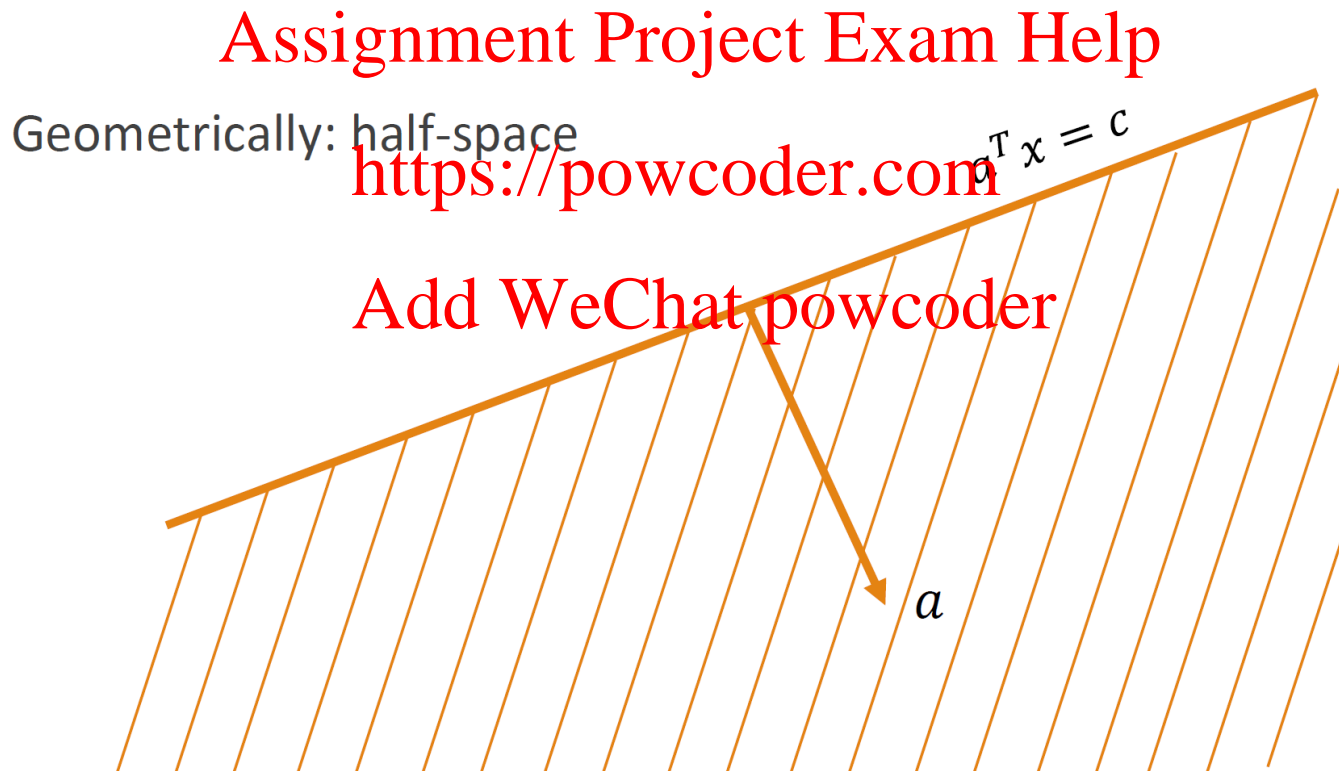 Assignment Project Exam Help
Geometrically: half-space
a^T x = c
https://powcoder.com
Add WeChat powcoder
a